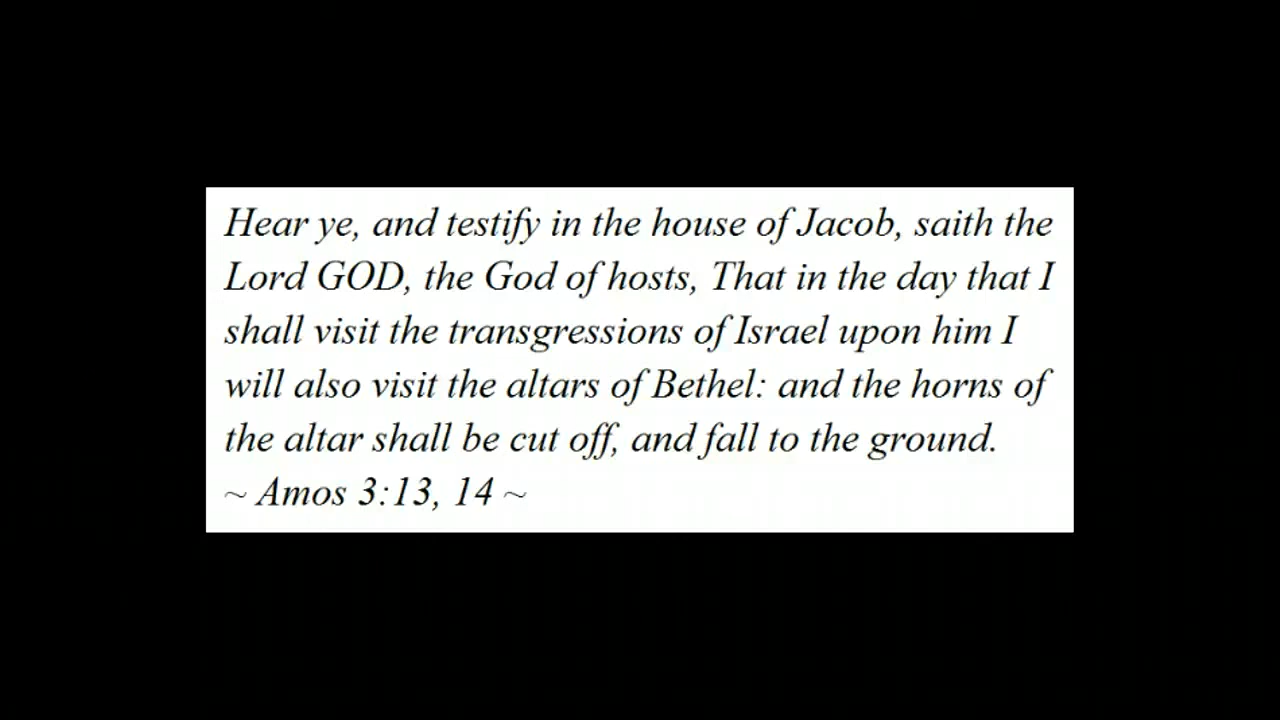 Hear ye, and testify in the house of Jacob, saith the
Lord GOD, the God of hosts, That in the day that I
shall visit the transgressions of Israel upon him I
will also visit the altars of Bethel: and the horns of
the altar shall be cut off, and fall to the ground.
~ Amos 3:13, 14 ~